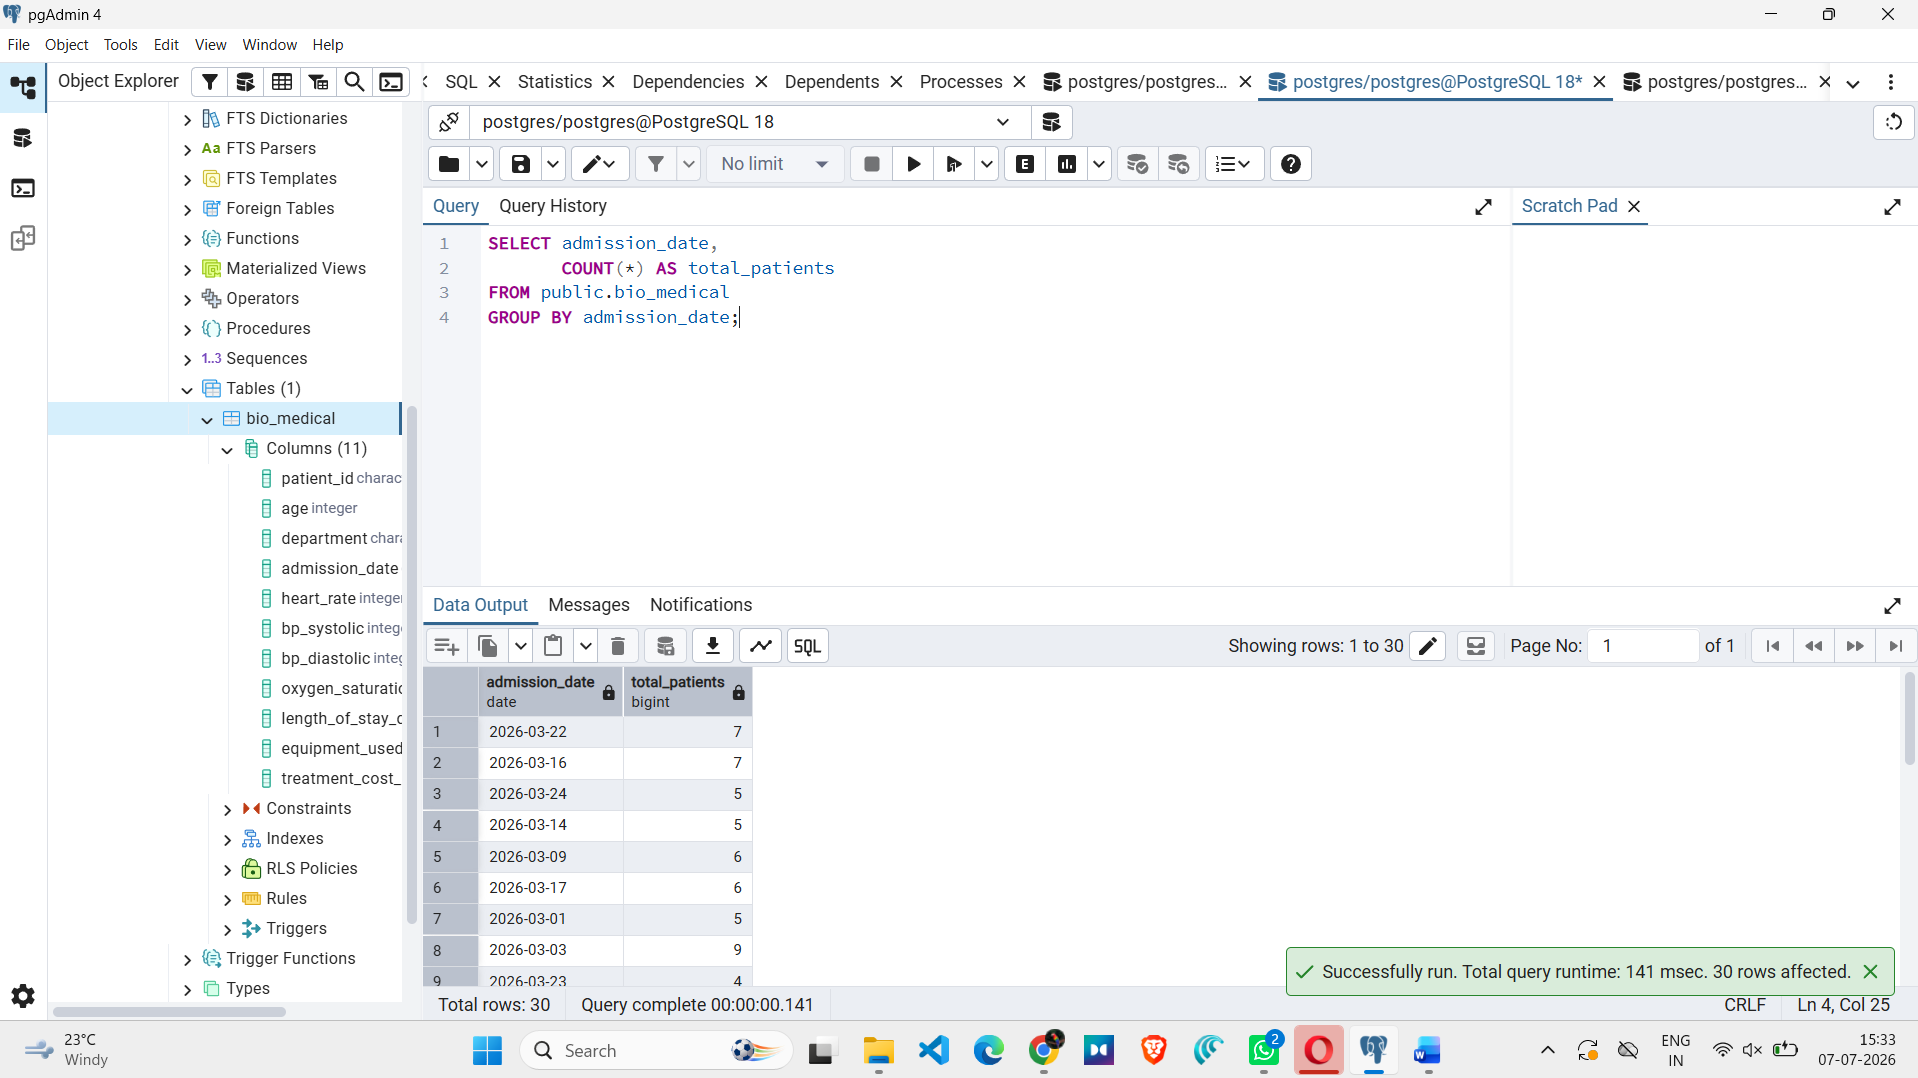 pgAdmin 4
File Object Tools Edit View Window Help
Object Explorer
SQL Statistics Dependencies Dependents Processes postgres/postgres... postgres/postgres@PostgreSQL 18* postgres/postgres...
postgres/postgres@PostgreSQL 18
No limit
E
SQL
Query Query History
Scratch Pad
1 SELECT admission_date,
2 COUNT(*) AS total_patients
3 FROM public.bio_medical
4 GROUP BY admission_date;
FTS Dictionaries
Aa FTS Parsers
FTS Templates
Foreign Tables
Functions
Materialized Views
Operators
Procedures
1..3 Sequences
Tables (1)
bio_medical
Columns (11)
patient_id charac
age integer
department chara
admission_date
heart_rate integer
bp_systolic integ
bp_diastolic integ
oxygen_saturatio
length_of_stay_d
equipment_used
treatment_cost_
Constraints
Indexes
RLS Policies
Rules
Triggers
Trigger Functions
Types
Data Output Messages Notifications
Showing rows: 1 to 30 Page No: 1 of 1
admission_date date total_patients bigint
1 2026-03-22 7
2 2026-03-16 7
3 2026-03-24 5
4 2026-03-14 5
5 2026-03-09 6
6 2026-03-17 6
7 2026-03-01 5
8 2026-03-03 9
9 2026-03-23 4
Successfully run. Total query runtime: 141 msec. 30 rows affected.
Total rows: 30 Query complete 00:00:00.141 CRLF Ln 4, Col 25
23°C
Windy
Search
2
ENG
IN
15:33
07-07-2026